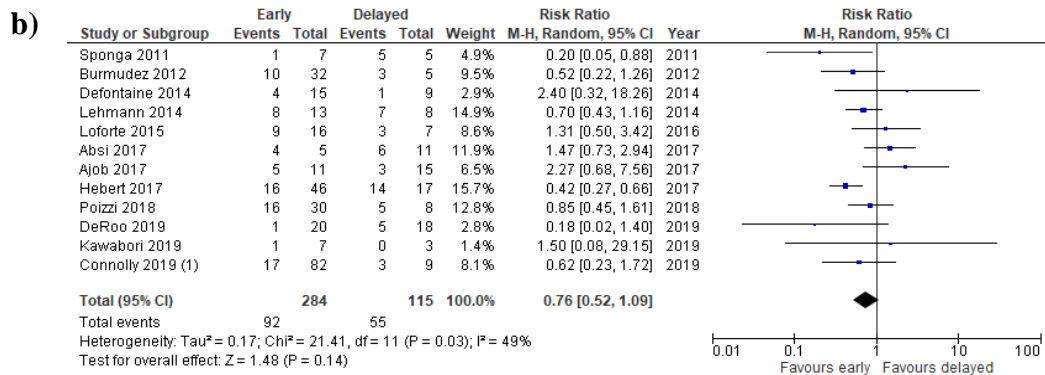 b)
Early Delayed Risk Ratio Risk Ratio
Study or Subgroup Events Total Events Total Weight M-H, Random, 95% CI Year M-H, Random, 95% CI
Sponga 2011 1 7 5 5 4.9% 0.20 [0.05, 0.88] 2011
Burmudez 2012 10 32 3 5 9.2% 0.52 [0.22, 1.26] 2012
Defontaine 2014 4 15 1 9 2.9% 2.40 [0.32, 18.26] 2014
Lehmann 2014 8 13 7 8 14.9% 0.70 [0.43, 1.16] 2014
Loforte 2015 9 16 3 7 8.6% 1.31 [0.50, 3.42] 2016
Absi 2017 4 5 6 11 11.9% 1.47 [0.73, 2.94] 2017
Ajob 2017 5 11 3 15 6.5% 2.27 [0.68, 7.56] 2017
Hebert 2017 16 46 14 17 15.7% 0.42 [0.27, 0.66] 2017
Poizzi 2018 16 30 5 8 12.8% 0.85 [0.45, 1.61] 2018
DeRoo 2019 1 20 5 18 2.8% 0.18 [0.02, 1.40] 2019
Kawabori 2019 1 7 0 3 1.4% 1.50 [0.08, 29.15] 2019
Connolly 2019 (1) 17 82 3 9 8.1% 0.62 [0.23, 1.72] 2019
Total (95% CI) 284 115 100.0% 0.76 [0.52, 1.09]
Total events 92 55
Heterogeneity: Tau² = 0.17; Chi² = 21.41, df = 11 (P = 0.03); I² = 49%
Test for overall effect: Z = 1.48 (P = 0.14)
0.01 0.1 1 10 100
Favours early Favours delayed